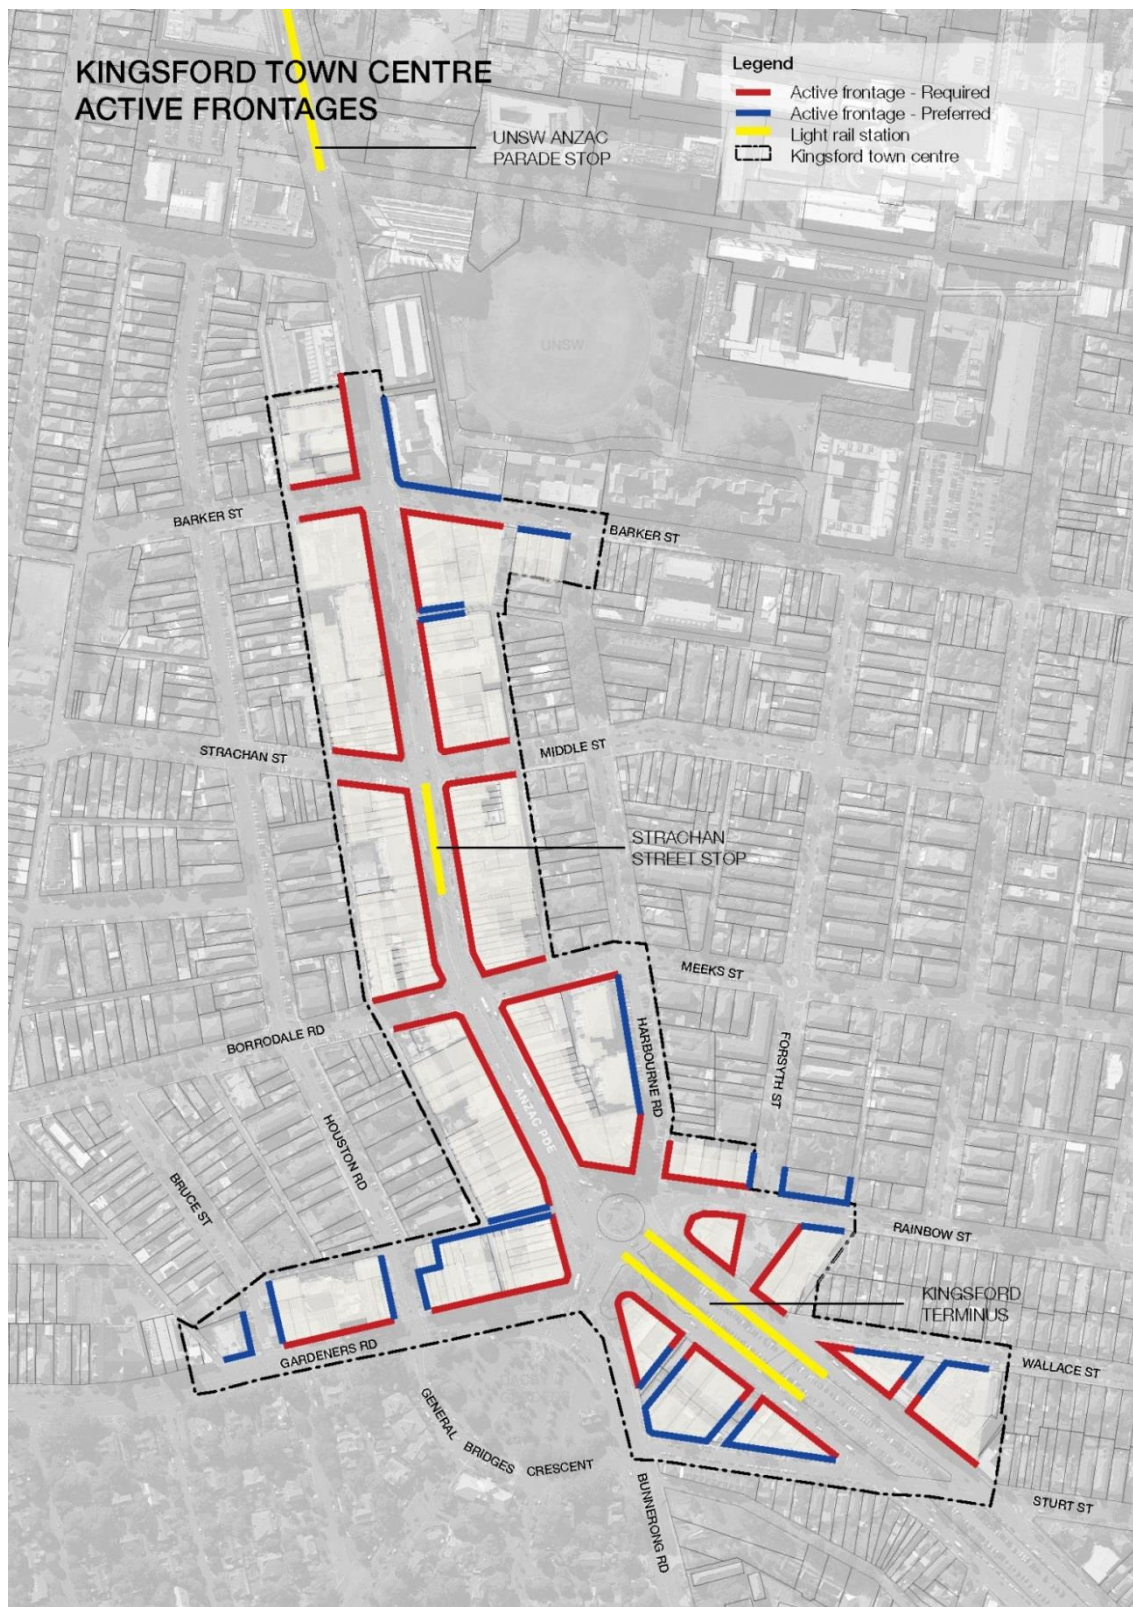 KINGSFORD TOWN CENTRE
ACTIVE FRONTAGES
Legend
Active frontage - Required
Active frontage - Preferred
Light rail station
Kingsford town centre
UNSW ANZAC
PARADE STOP
UNSW
BARKER ST
BARKER ST
STRACHAN ST
MIDDLE ST
STRACHAN
STREET STOP
MEEKS ST
BORRODALE RD
HARBOURNE RD
FORSYTH ST
ANZAC PDE
HOUSTON RD
BRUCE ST
RAINBOW ST
KINGSFORD
TERMINUS
GARDENERS RD
WALLACE ST
GENERAL BRIDGES CRESCENT
BUNNERONG RD
STURT ST